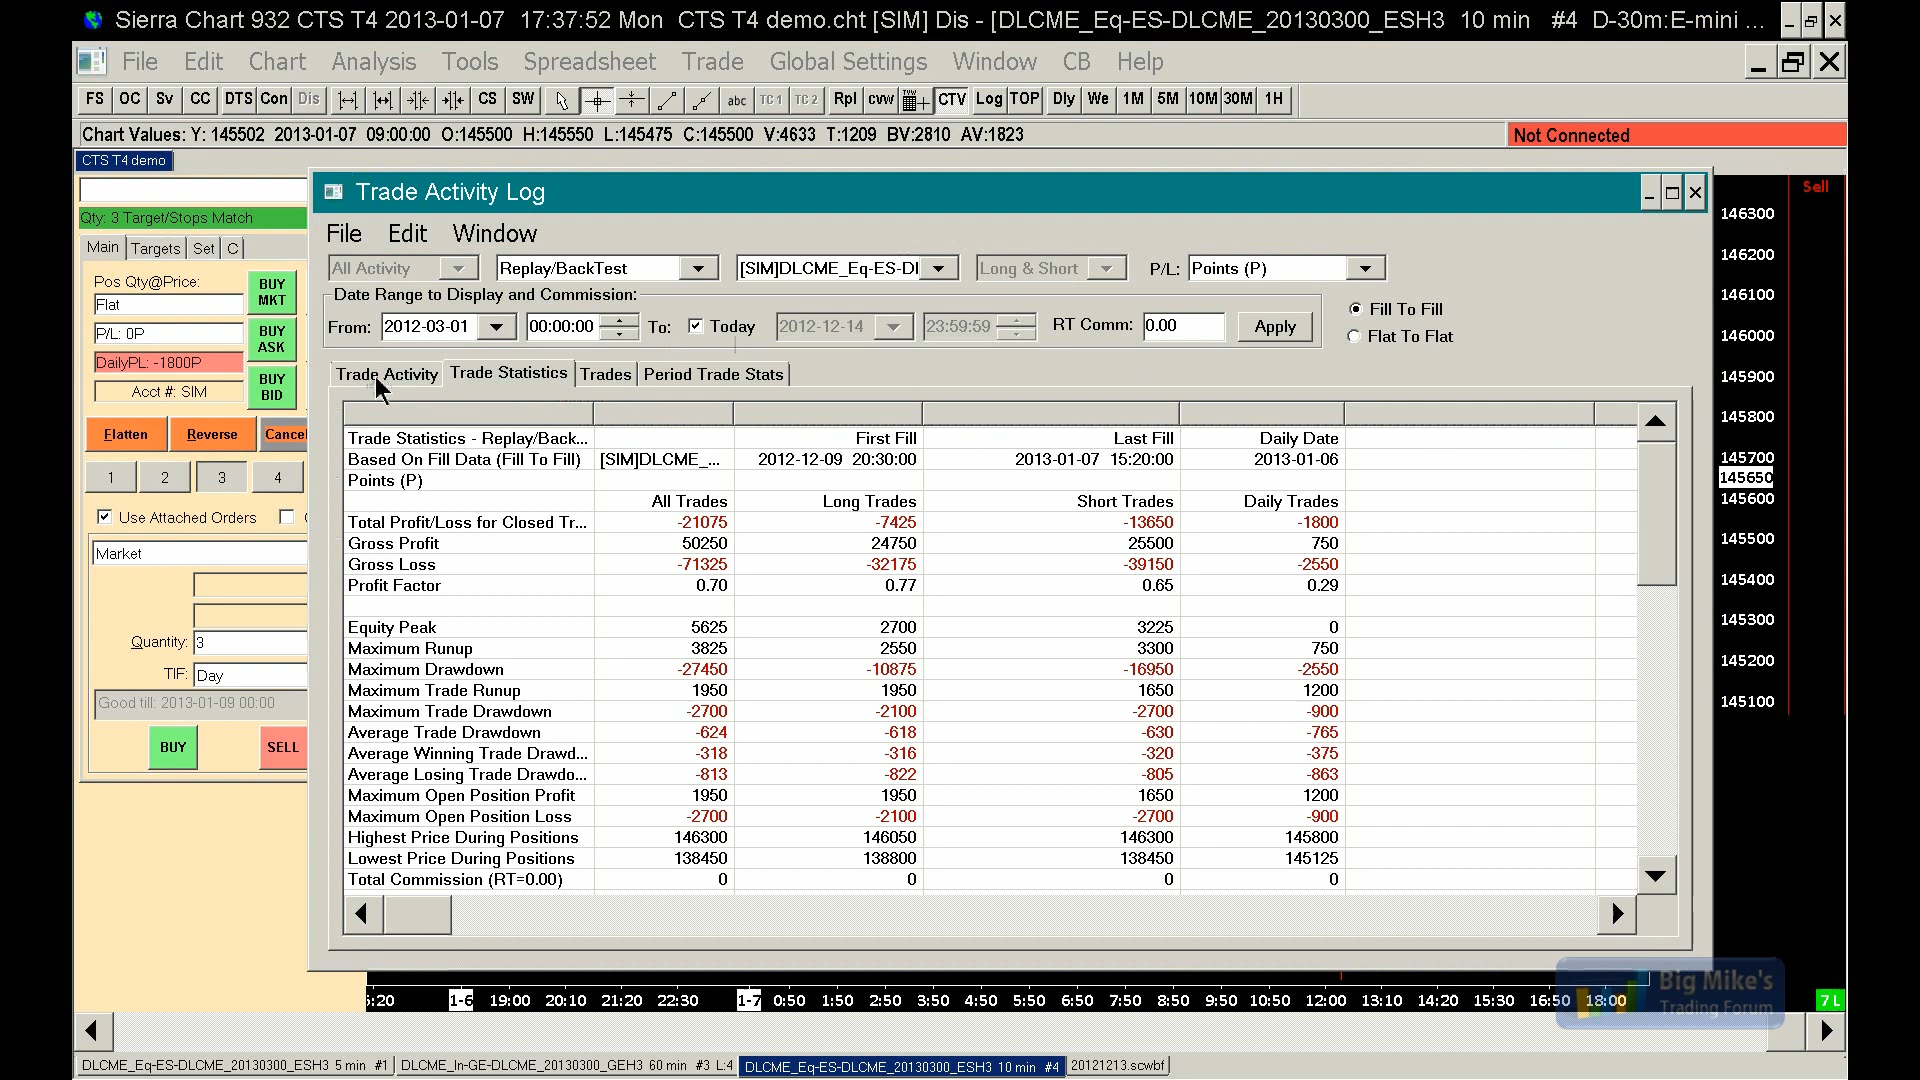 Sierra Chart 932 CTS T4 2013-01-07 17:37:52 Mon CTS T4 demo.cht [SIM] Dis - [DLCME_Eq-ES-DLCME_20130300_ESH3 10 min #4 D-30m:E-mini ...
File Edit Chart Analysis Tools Spreadsheet Trade Global Settings Window CB Help
FS OC Sv CC DTS Con Dis CS SW abc TC 1 TC 2 Rpl cvw CTV Log TOP Dly We 1M 5M 10M 30M 1H
Chart Values: Y: 145502 2013-01-07 09:00:00 O:145500 H:145550 L:145475 C:145500 V:4633 T:1209 BV:2810 AV:1823
Not Connected
CTS T4 demo
Qty: 3 Target/Stops Match
Main Targets Set C
Pos Qty@Price:
Flat
P/L: 0P
DailyPL: -1800P
Acct #: SIM
BUY MKT
BUY ASK
BUY BID
Flatten Reverse Cancel
1 2 3 4
Use Attached Orders
Market
Quantity: 3
TIF: Day
Good till: 2013-01-09 00:00
BUY SELL
Trade Activity Log
File Edit Window
All Activity Replay/BackTest [SIM]DLCME_Eq-ES-Dl Long & Short P/L: Points (P)
Date Range to Display and Commission:
From: 2012-03-01 00:00:00 To: Today 2012-12-14 23:59:59 RT Comm: 0.00 Apply
Fill To Fill
Flat To Flat
Trade Activity Trade Statistics Trades Period Trade Stats
Trade Statistics - Replay/Back... First Fill Last Fill Daily Date
Based On Fill Data (Fill To Fill) [SIM]DLCME_... 2012-12-09 20:30:00 2013-01-07 15:20:00 2013-01-06
Points (P)
All Trades Long Trades Short Trades Daily Trades
Total Profit/Loss for Closed Tr... -21075 -7425 -13650 -1800
Gross Profit 50250 24750 25500 750
Gross Loss -71325 -32175 -39150 -2550
Profit Factor 0.70 0.77 0.65 0.29
Equity Peak 5625 2700 3225 0
Maximum Runup 3825 2550 3300 750
Maximum Drawdown -27450 -10875 -16950 -2550
Maximum Trade Runup 1950 1950 1650 1200
Maximum Trade Drawdown -2700 -2100 -2700 -900
Average Trade Drawdown -624 -618 -630 -765
Average Winning Trade Drawd... -318 -316 -320 -375
Average Losing Trade Drawdo... -813 -822 -805 -863
Maximum Open Position Profit 1950 1950 1650 1200
Maximum Open Position Loss -2700 -2100 -2700 -900
Highest Price During Positions 146300 146050 146300 145800
Lowest Price During Positions 138450 138800 138450 145125
Total Commission (RT=0.00) 0 0 0 0
Sell
146300
146200
146100
146000
145900
145800
145700
145650
145600
145500
145400
145300
145200
145100
5:20 1-6 19:00 20:10 21:20 22:30 1-7 0:50 1:50 2:50 3:50 4:50 5:50 6:50 7:50 8:50 9:50 10:50 12:00 13:10 14:20 15:30 16:50 18:00
Big Mike's
Trading Forum
7 L
DLCME_Eq-ES-DLCME_20130300_ESH3 5 min #1 DLCME_In-GE-DLCME_20130300_GEH3 60 min #3 L:4 DLCME_Eq-ES-DLCME_20130300_ESH3 10 min #4 20121213.scwbf